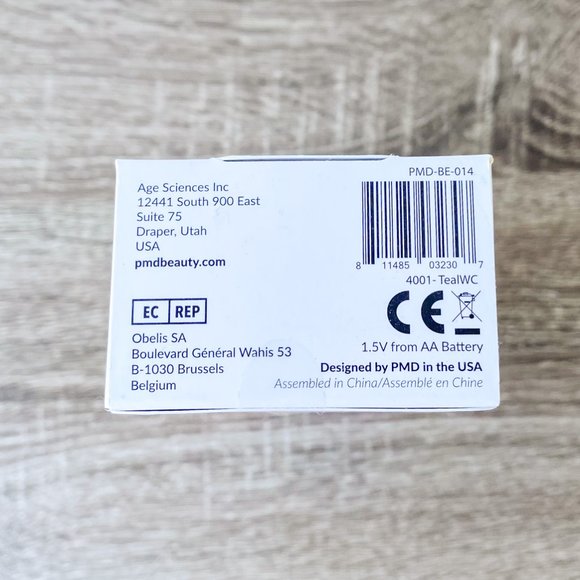 Age Sciences Inc
12441 South 900 East
Suite 75
Draper, Utah
USA
pmdbeauty.com
EC REP
Obelis SA
Boulevard Général Wahis 53
B-1030 Brussels
Belgium
PMD-BE-014
8 11485 03230 7
4001- TealWC
CE
1.5V from AA Battery
Designed by PMD in the USA
Assembled in China/Assemblé en Chine